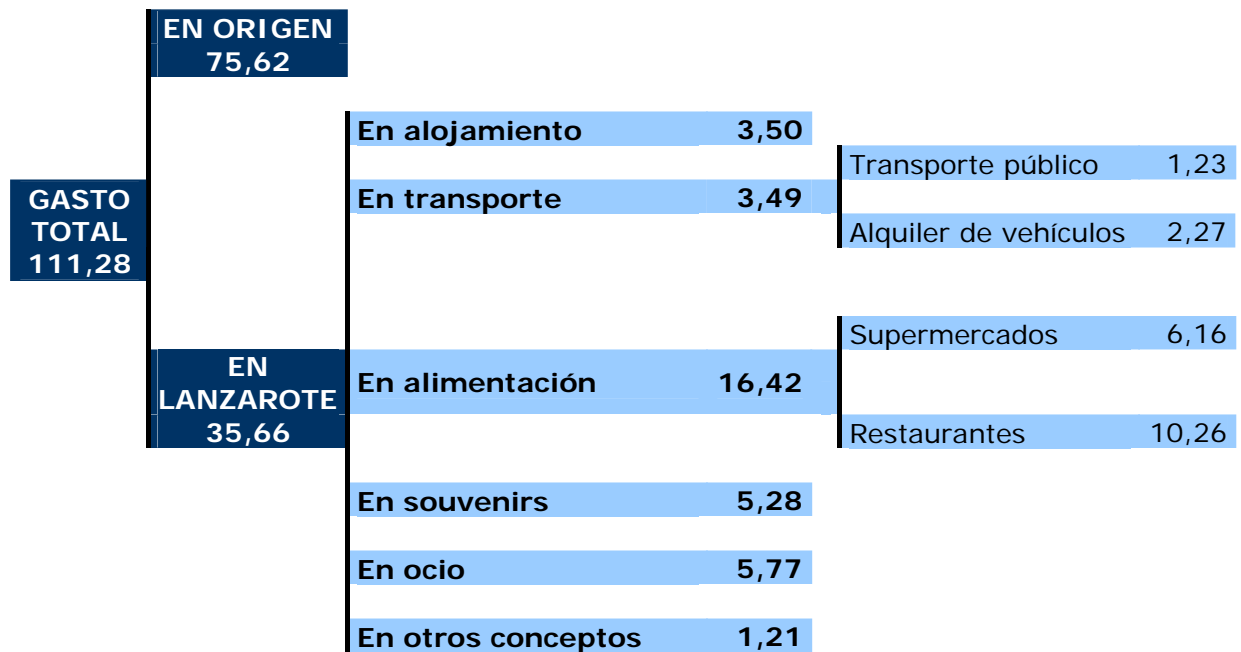 EN ORIGEN
75,62
En alojamiento 3,50
Transporte público 1,23
GASTO
TOTAL
111,28
En transporte 3,49
Alquiler de vehículos 2,27
Supermercados 6,16
EN
LANZAROTE
35,66
En alimentación 16,42
Restaurantes 10,26
En souvenirs 5,28
En ocio 5,77
En otros conceptos 1,21